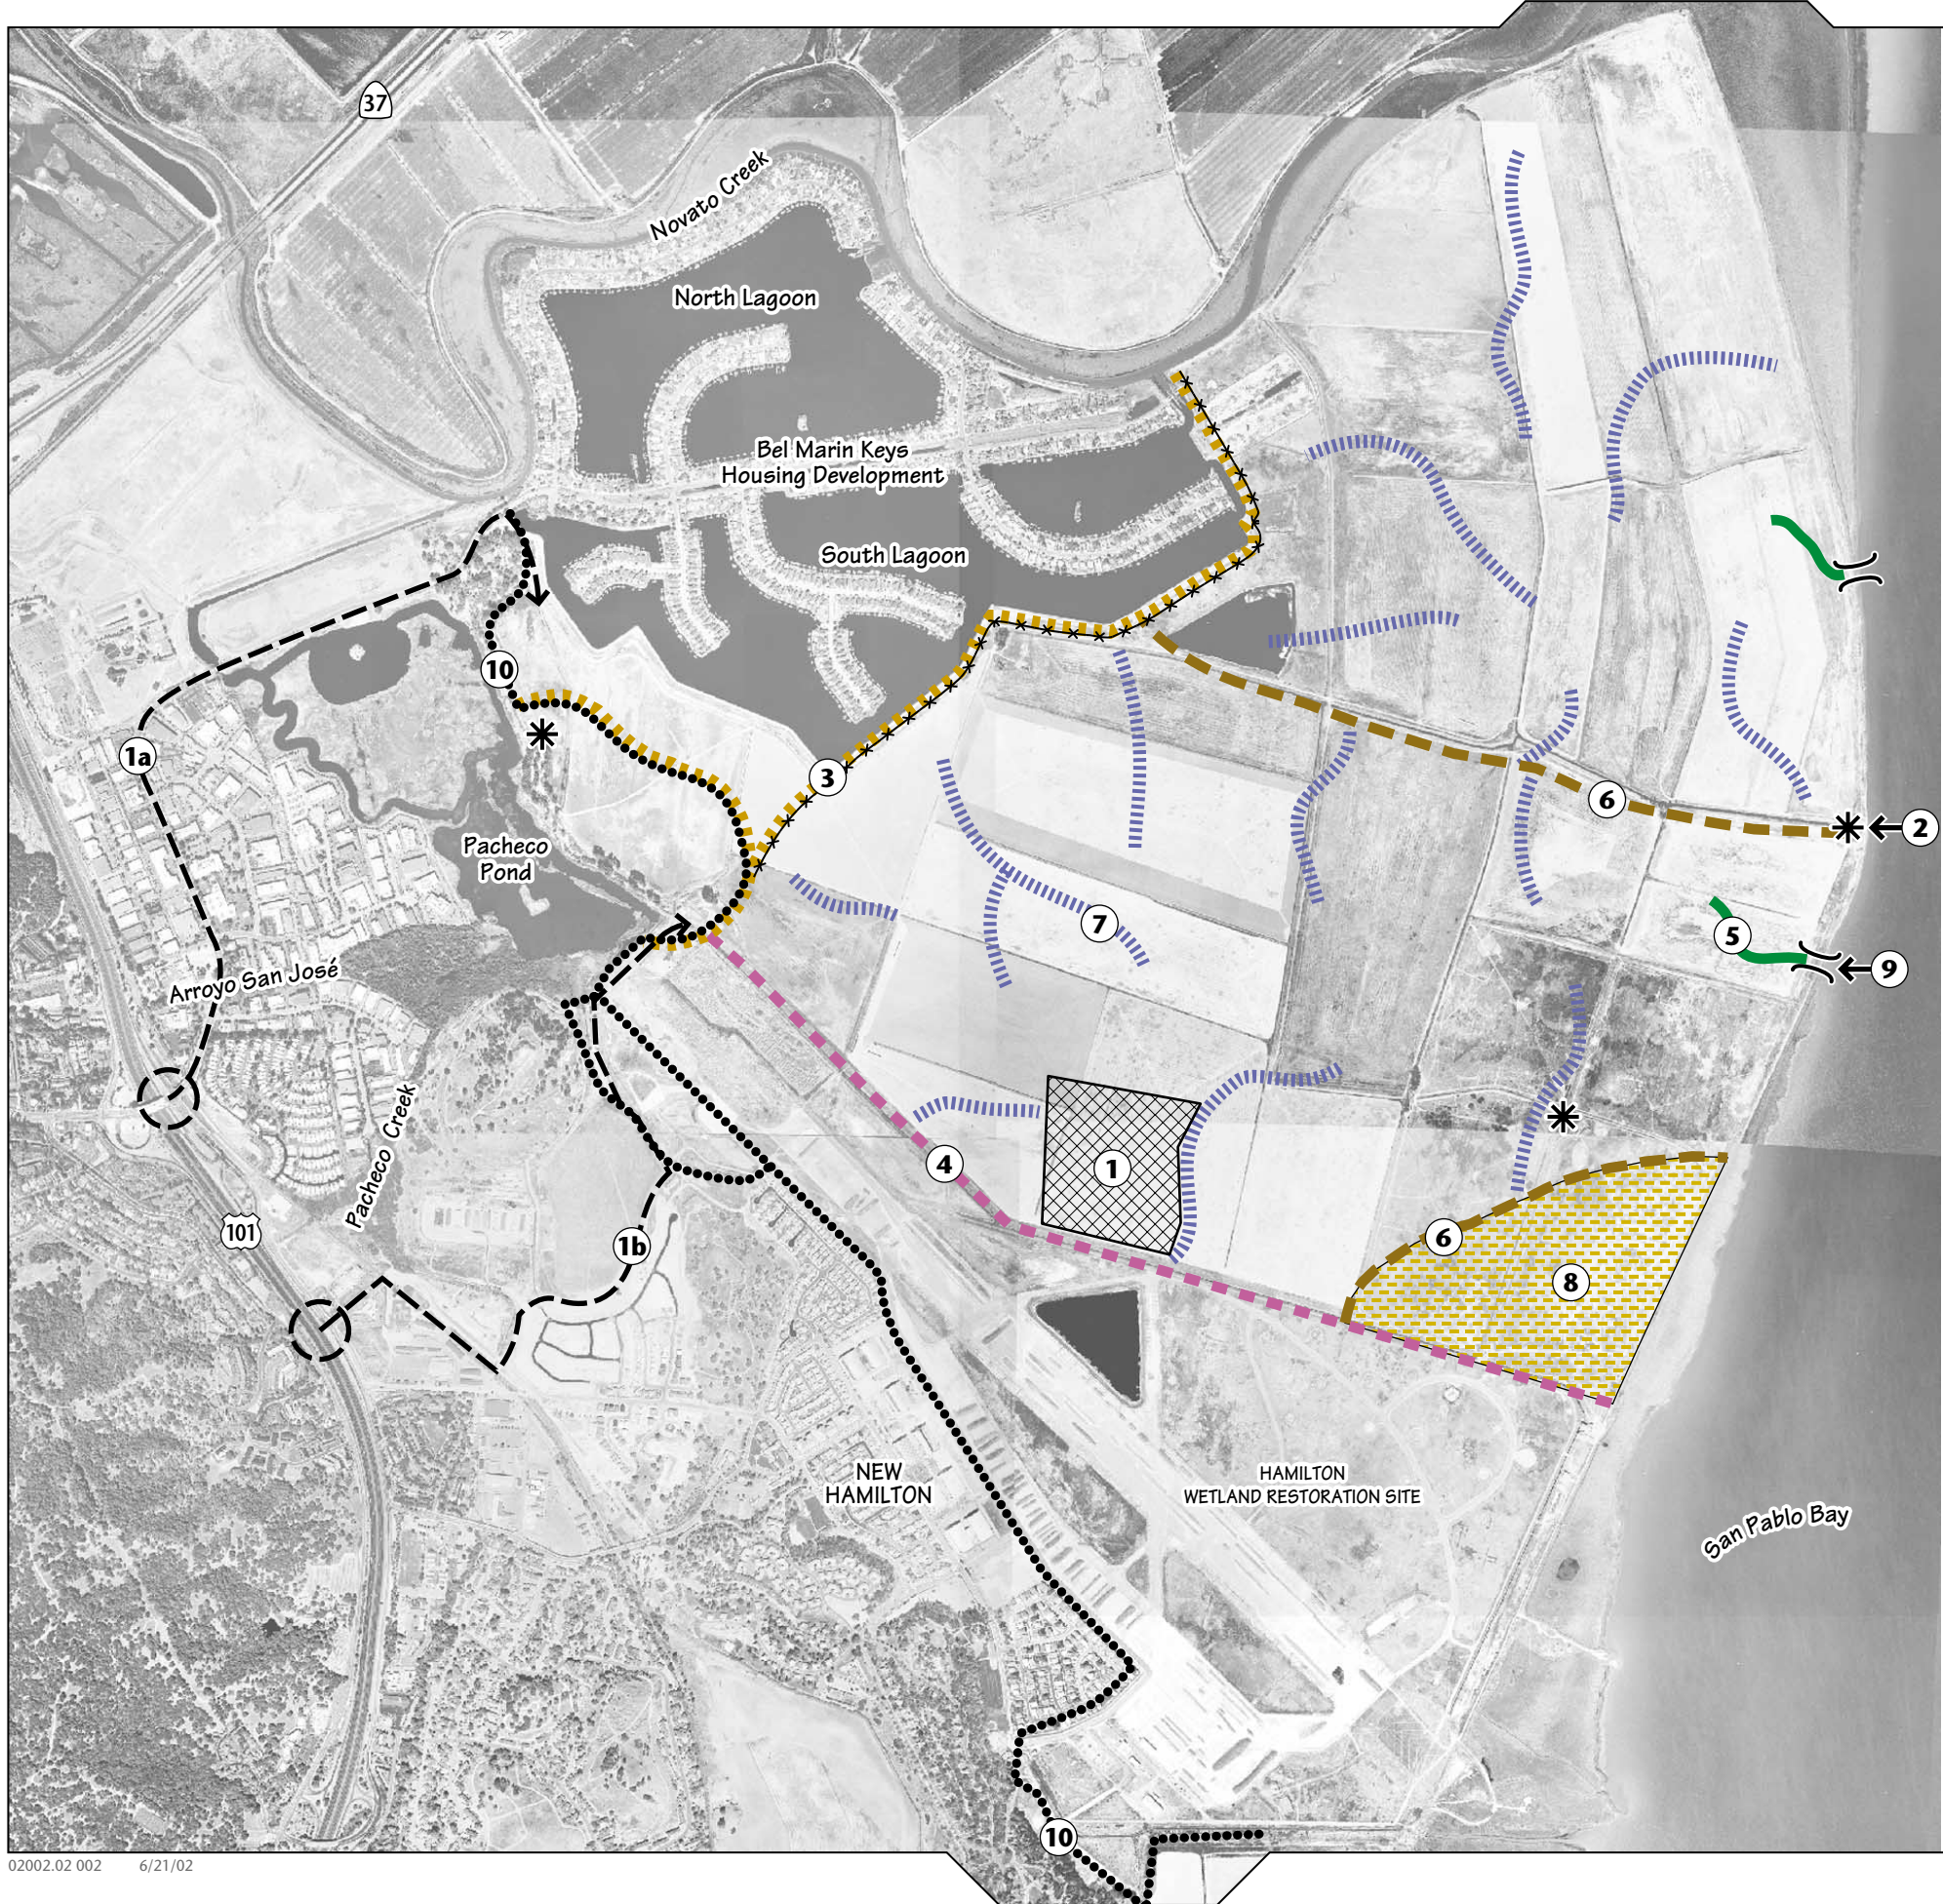 37
Novato Creek
North Lagoon
Bel Marin Keys
Housing Development
South Lagoon
10
1a
3
6
2
Pacheco
Pond
7
5
9
Arroyo San José
Pacheco Creek
4
1
101
1b
6
8
NEW
HAMILTON
HAMILTON
WETLAND RESTORATION SITE
San Pablo Bay
10
02002.02 002 6/21/02